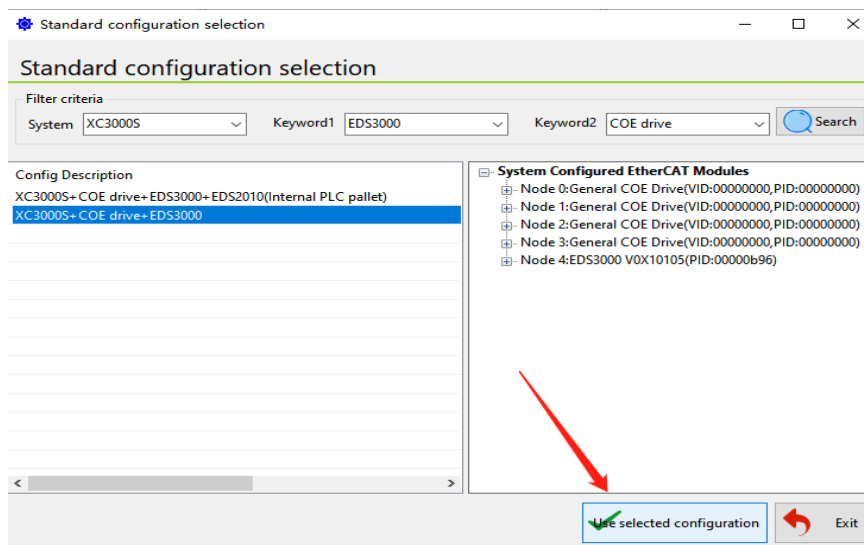 Standard configuration selection
Standard configuration selection
Filter criteria
System XC3000S Keyword1 EDS3000 Keyword2 COE drive Search
Config Description
XC3000S+COE drive+EDS3000+EDS2010(Internal PLC pallet)
XC3000S+COE drive+EDS3000
System Configured EtherCAT Modules
Node 0:General COE Drive(VID:00000000,PID:00000000)
Node 1:General COE Drive(VID:00000000,PID:00000000)
Node 2:General COE Drive(VID:00000000,PID:00000000)
Node 3:General COE Drive(VID:00000000,PID:00000000)
Node 4:EDS3000 V0X10105(PID:00000b96)
Use selected configuration Exit